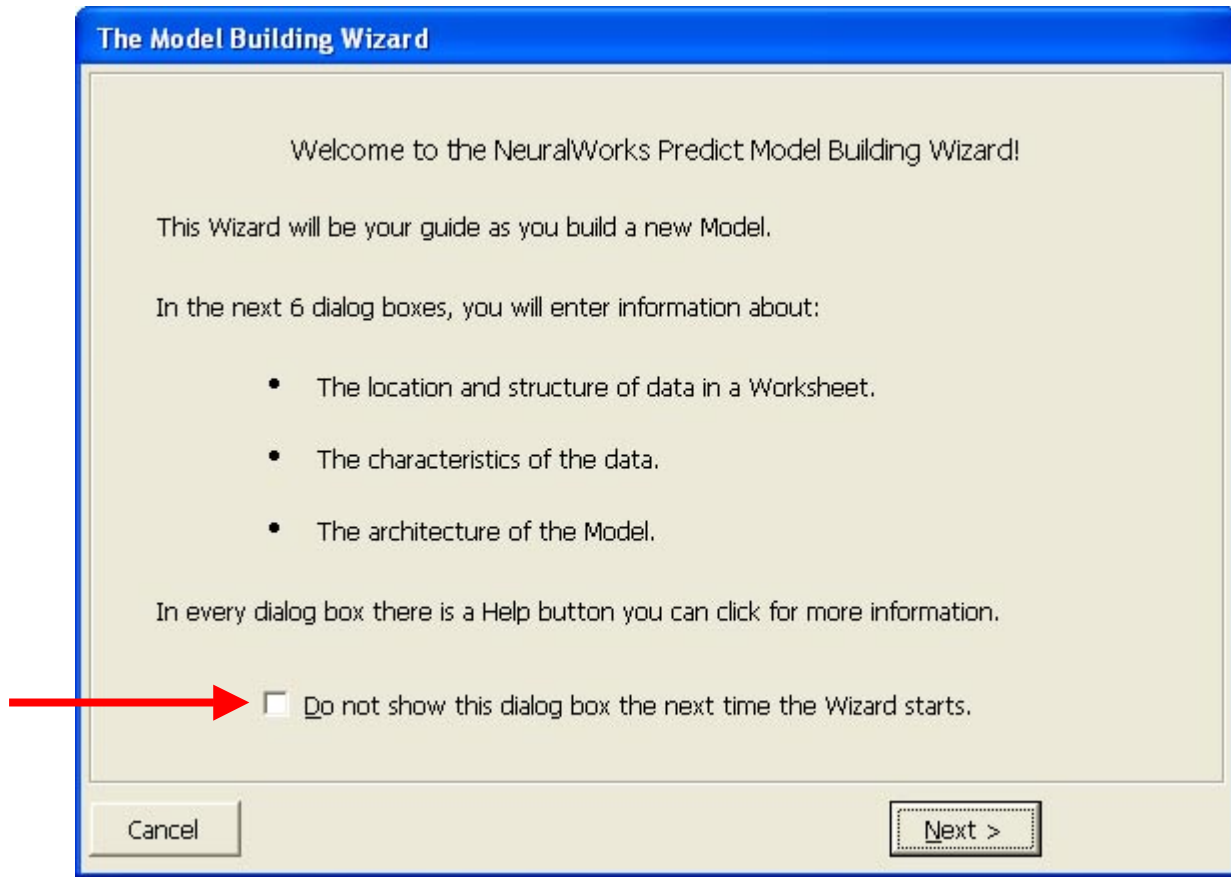 The Model Building Wizard
Welcome to the NeuralWorks Predict Model Building Wizard!
This Wizard will be your guide as you build a new Model.
In the next 6 dialog boxes, you will enter information about:
• The location and structure of data in a Worksheet.
• The characteristics of the data.
• The architecture of the Model.
In every dialog box there is a Help button you can click for more information.
Do not show this dialog box the next time the Wizard starts.
Cancel
Next >